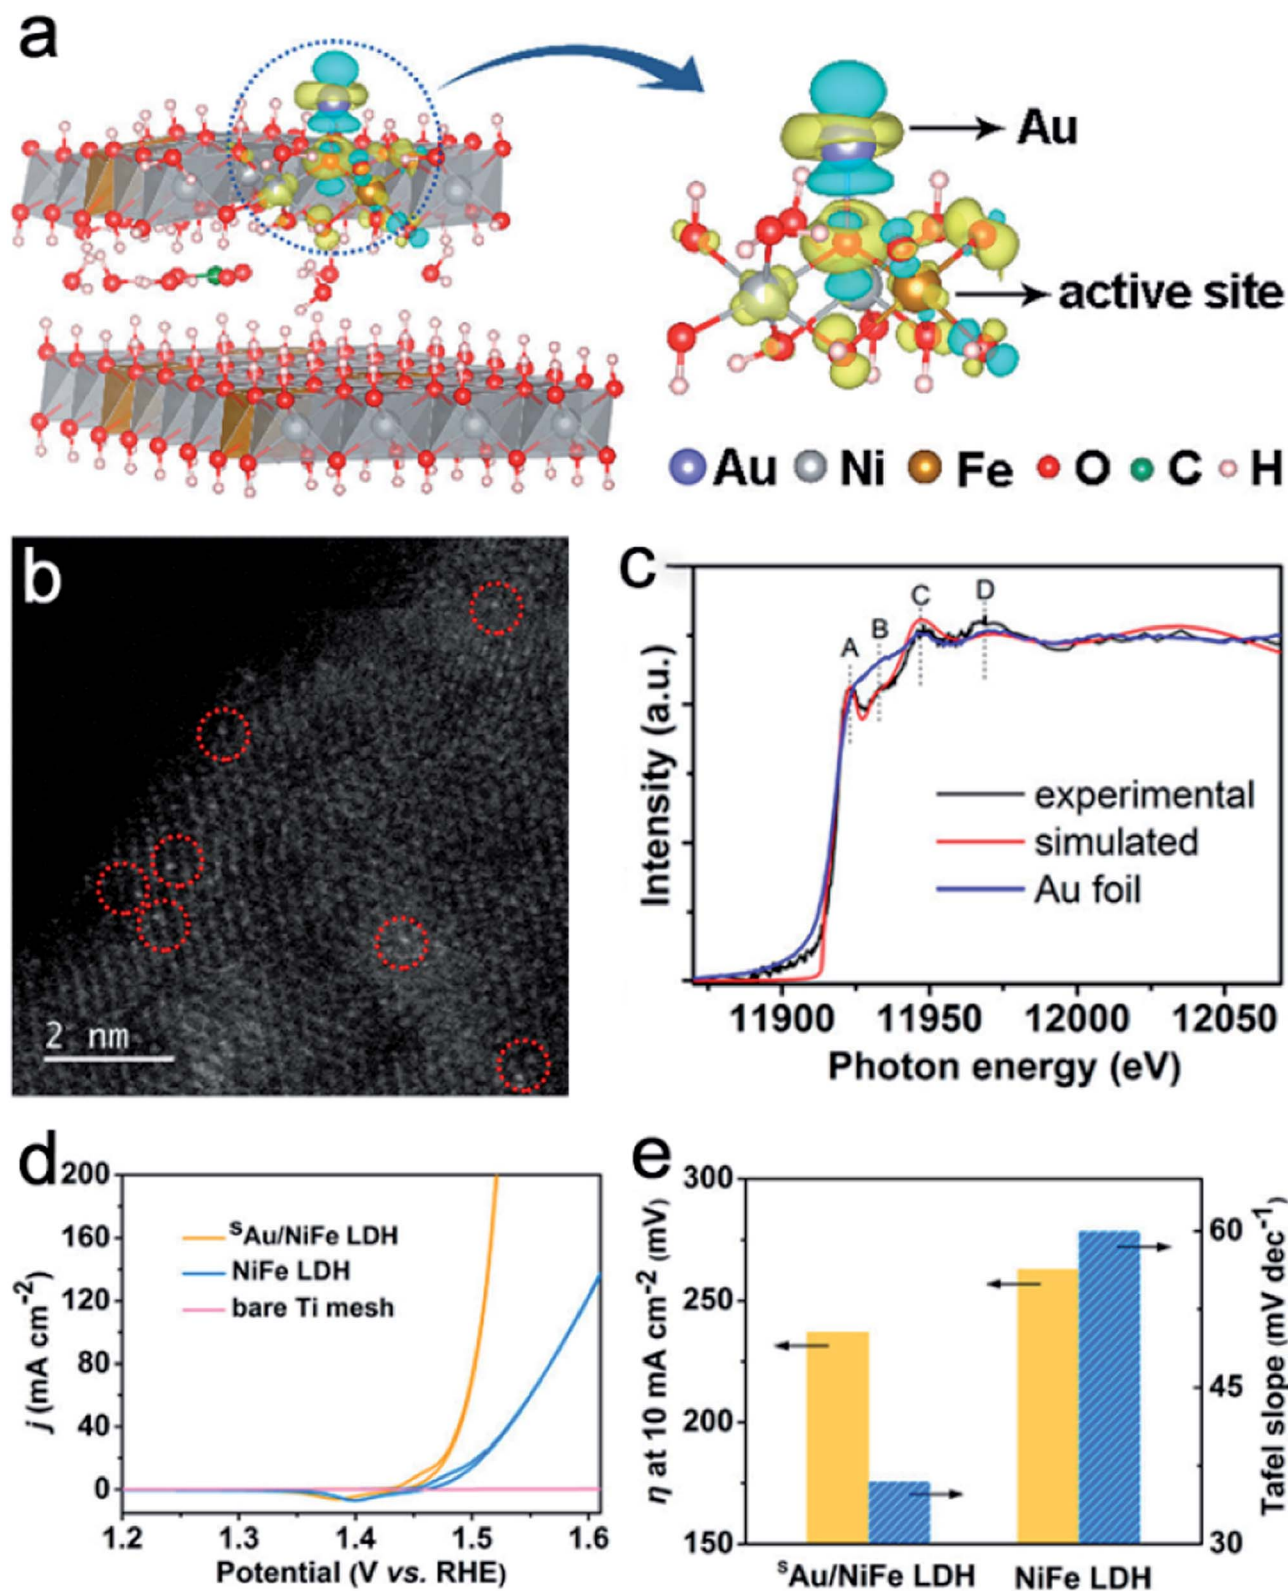 a
Au
active site
Au Ni Fe O C H
b
2 nm
c
A
B
C
D
experimental
simulated
Au foil
Intensity (a.u.)
11900 11950 12000 12050
Photon energy (eV)
d
200
160
120
80
40
0
ˢAu/NiFe LDH
NiFe LDH
bare Ti mesh
j (mA cm⁻²)
1.2 1.3 1.4 1.5 1.6
Potential (V vs. RHE)
e
300
250
200
150
η at 10 mA cm⁻² (mV)
60
45
30
Tafel slope (mV dec⁻¹)
ˢAu/NiFe LDH NiFe LDH